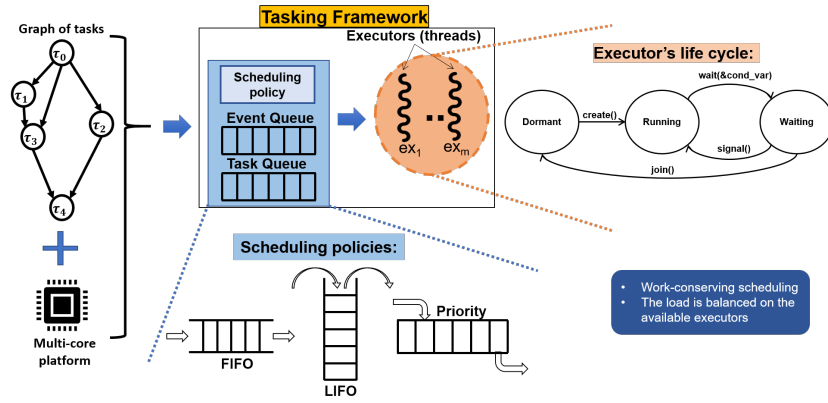 Tasking Framework
Graph of tasks
τ0
τ1
τ2
τ3
τ4
Multi-core
platform
Scheduling
policy
Event Queue
Task Queue
Executors (threads)
ex1
ex m
Executor's life cycle:
wait(&cond_var)
Dormant
create()
Running
Waiting
signal()
join()
Scheduling policies:
FIFO
LIFO
Priority
• Work-conserving scheduling
• The load is balanced on the
available executors